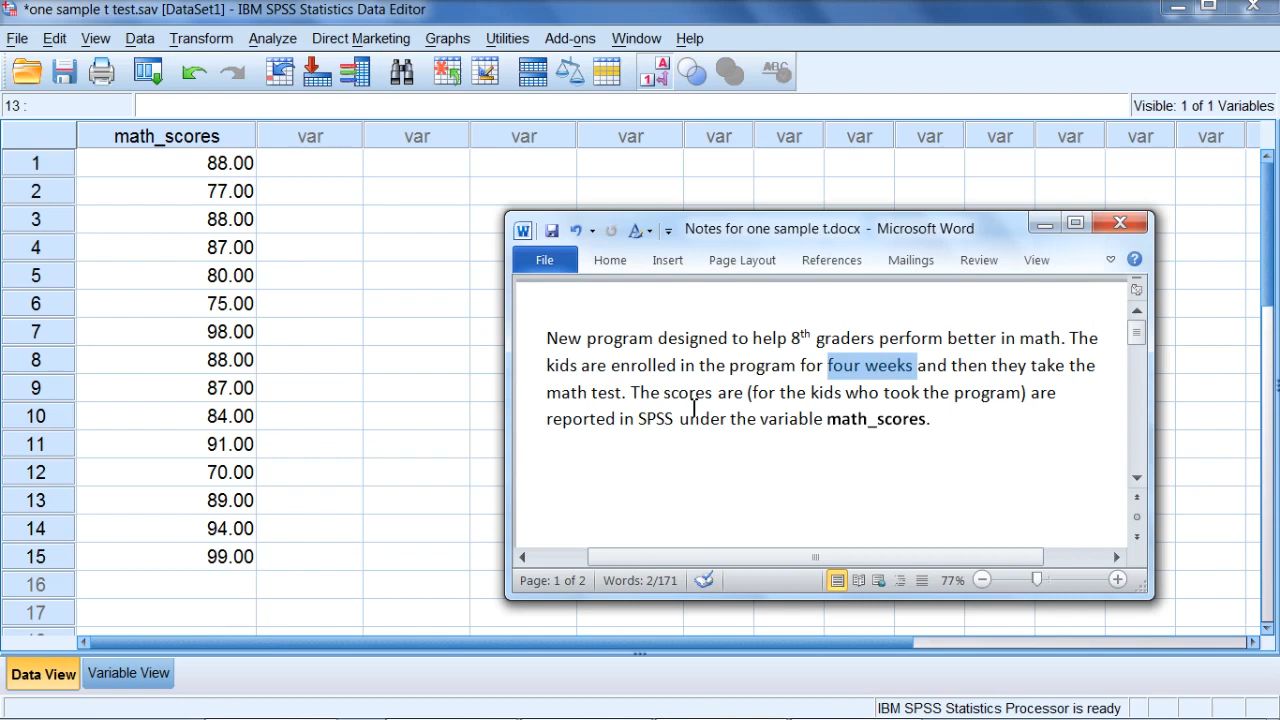 *one sample t test.sav [DataSet1] - IBM SPSS Statistics Data Editor
File Edit View Data Transform Analyze Direct Marketing Graphs Utilities Add-ons Window Help
13 :
Visible: 1 of 1 Variables
math_scores var var var var var var var var var var var var
1 88.00
2 77.00
3 88.00
4 87.00
5 80.00
6 75.00
7 98.00
8 88.00
9 87.00
10 84.00
11 91.00
12 70.00
13 89.00
14 94.00
15 99.00
16
17
Notes for one sample t.docx - Microsoft Word
File Home Insert Page Layout References Mailings Review View
New program designed to help 8th graders perform better in math. The
kids are enrolled in the program for four weeks and then they take the
math test. The scores are (for the kids who took the program) are
reported in SPSS under the variable math_scores.
Page: 1 of 2 Words: 2/171 77%
Data View Variable View
IBM SPSS Statistics Processor is ready